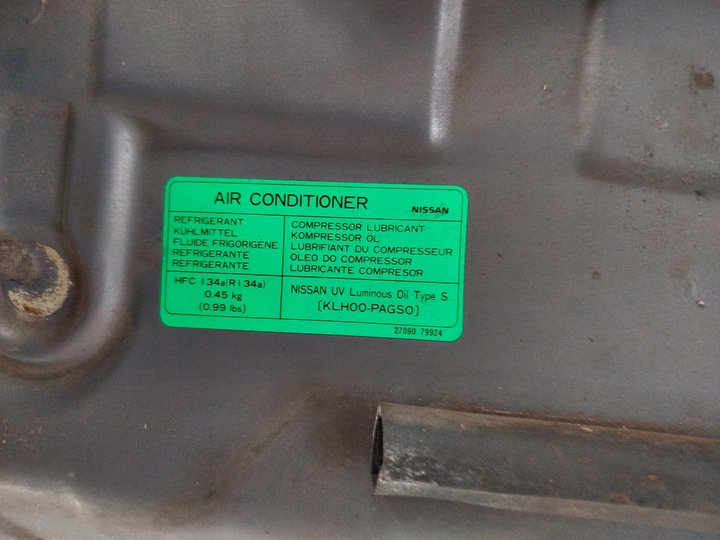 AIR CONDITIONER
NISSAN
REFRIGERANT
KÜHLMITTEL
FLUIDE FRIGORIGENE
REFRIGERANTE
REFRIGERANTE
COMPRESSOR LUBRICANT
KOMPRESSOR ÖL
LUBRIFIANT DU COMPRESSEUR
OLEO DO COMPRESSOR
LUBRICANTE COMPRESOR
HFC 134a(R134a)
0.45 kg
(0.99 lbs)
NISSAN UV Luminous Oil Type S
(KLH00-PAGS0)
27090 79924